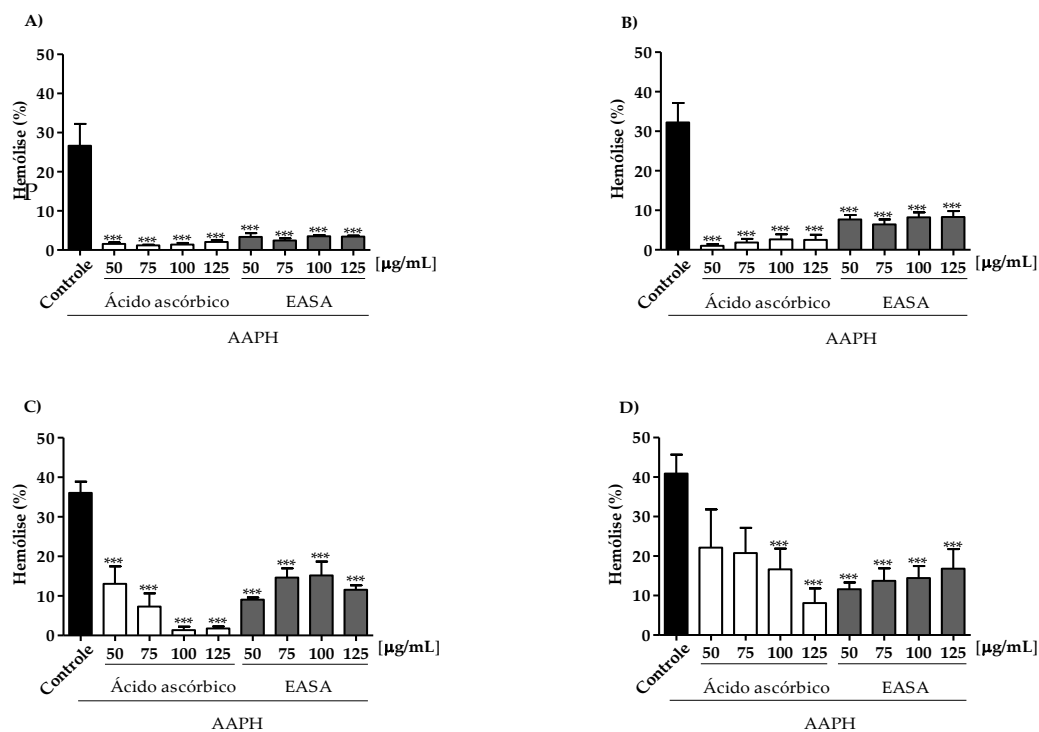 A)
50
40
30
20
10
0
Hemólise (%)
P
*** *** *** *** *** *** *** ***
Controle 50 75 100 125 50 75 100 125 [µg/mL]
Ácido ascórbico EASA
AAPH
B)
50
40
30
20
10
0
Hemólise (%)
*** *** *** *** *** *** *** ***
Controle 50 75 100 125 50 75 100 125 [µg/mL]
Ácido ascórbico EASA
AAPH
C)
50
40
30
20
10
0
Hemólise (%)
*** *** *** *** *** *** *** ***
Controle 50 75 100 125 50 75 100 125 [µg/mL]
Ácido ascórbico EASA
AAPH
D)
50
40
30
20
10
0
Hemólise (%)
*** *** *** *** *** ***
Controle 50 75 100 125 50 75 100 125 [µg/mL]
Ácido ascórbico EASA
AAPH